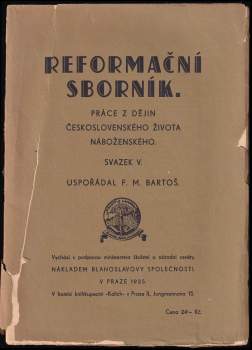 REFORMAČNÍ
SBORNÍK.
PRÁCE Z DĚJIN
ČESKOSLOVENSKÉHO ŽIVOTA
NÁBOŽENSKÉHO.
SVAZEK V.
USPOŘÁDAL F. M. BARTOŠ.
Vychází s podporou ministerstva školství a národní osvěty.
NÁKLADEM BLAHOSLAVOVY SPOLEČNOSTI
V PRAZE 1935
V komisi knihkupectví »Kalich« v Praze II, Jungmannova 15.
Cena 24– Kč.